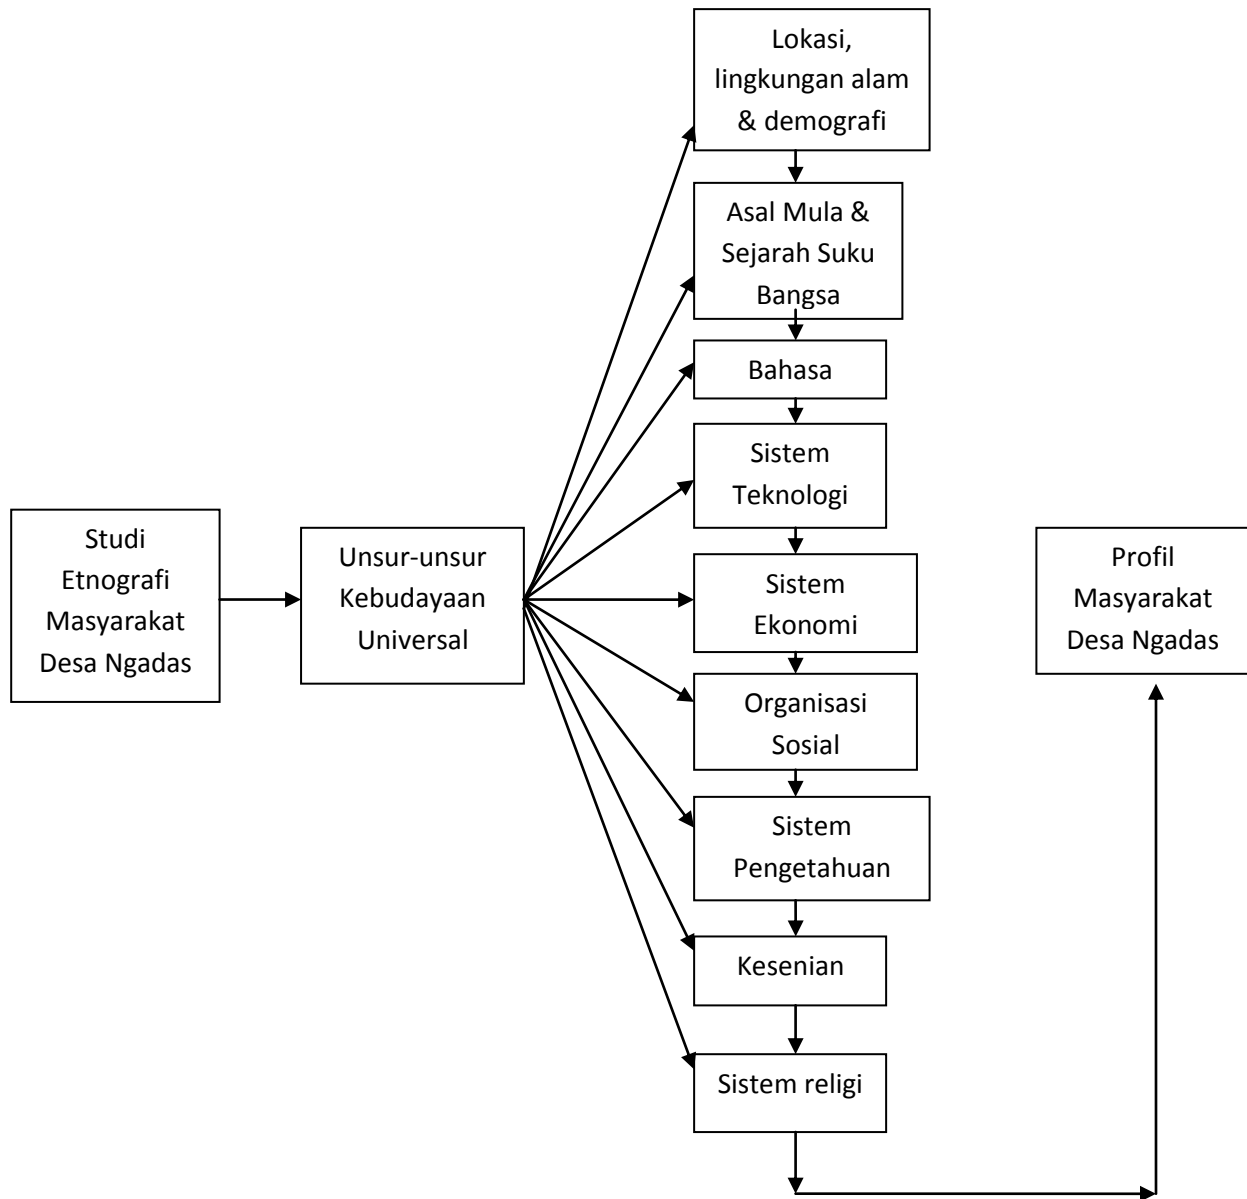 Studi
Etnografi
Masyarakat
Desa Ngadas
Unsur-unsur
Kebudayaan
Universal
Lokasi,
lingkungan alam
& demografi
Asal Mula &
Sejarah Suku
Bangsa
Bahasa
Sistem
Teknologi
Sistem
Ekonomi
Organisasi
Sosial
Sistem
Pengetahuan
Kesenian
Sistem religi
Profil
Masyarakat
Desa Ngadas